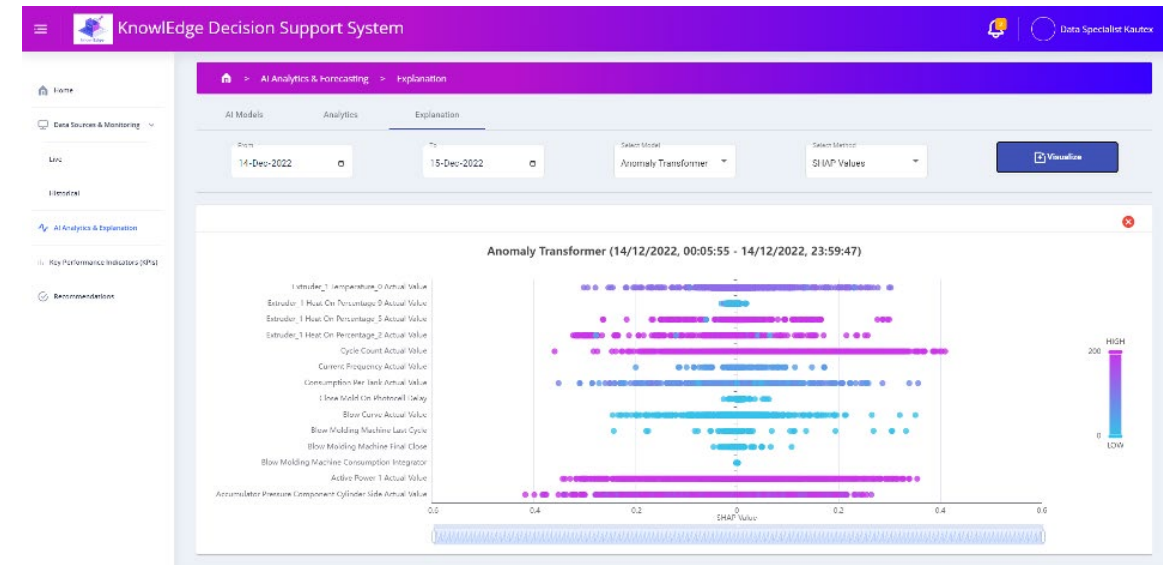 KnowlEdge Decision Support System
Data Specialist Kautex
Home
Data Sources & Monitoring
Live
Historical
AI Analytics & Explanation
Key Performance Indicators (KPIs)
Recommendations
AI Analytics & Forecasting > Explanation
AI Models Analytics Explanation
From
14-Dec-2022
To
15-Dec-2022
Select Model
Anomaly Transformer
Select Method
SHAP Values
Visualize
Anomaly Transformer (14/12/2022, 00:05:55 - 14/12/2022, 23:59:47)
Extruder_1 Temperature_0 Actual Value
Extruder_1 Heat On Percentage 9 Actual Value
Extruder_1 Heat On Percentage_5 Actual Value
Extruder_1 Heat On Percentage_2 Actual Value
Cycle Count Actual Value
Current Frequency Actual Value
Consumption Per Tank Actual Value
Close Mold On Photocell Delay
Blow Curve Actual Value
Blow Molding Machine Last Cycle
Blow Molding Machine Final Close
Blow Molding Machine Consumption Integrator
Active Power 1 Actual Value
Accumulator Pressure Component Cylinder Side Actual Value
0.6 0.4 0.2 0 0.2 0.4 0.6
SHAP Value
HIGH
200
0
LOW